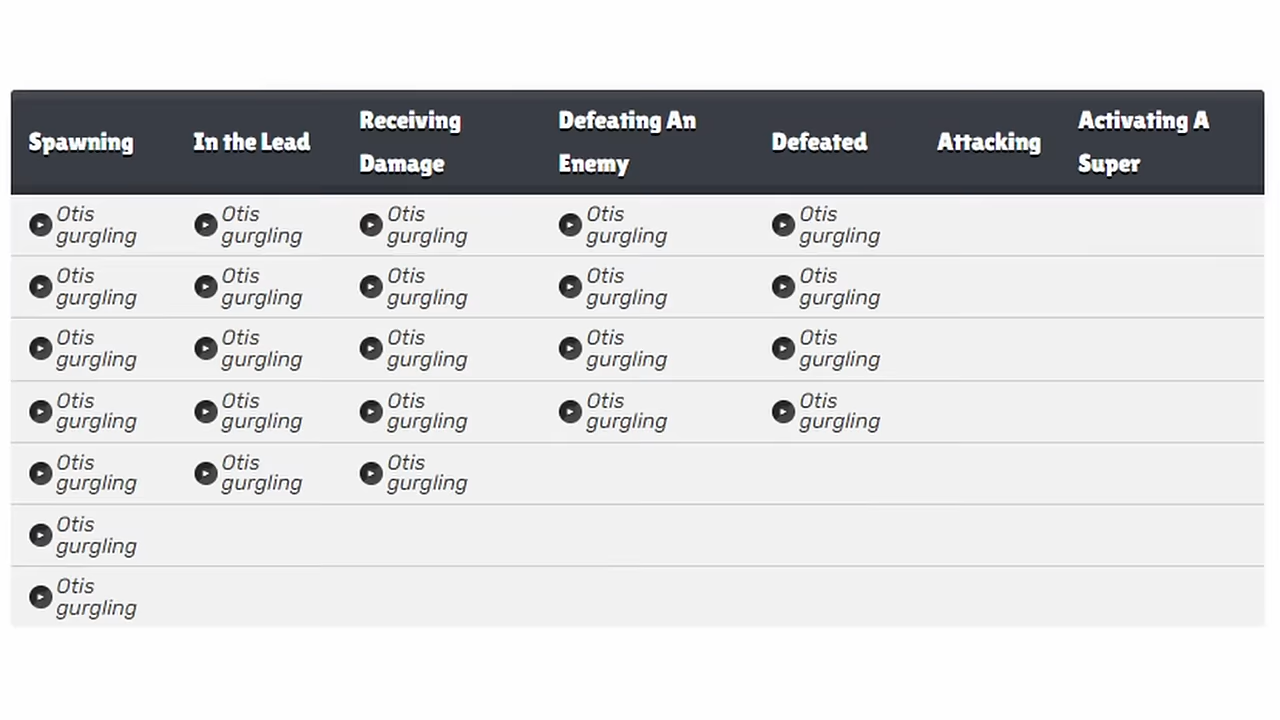 Spawning In the Lead Receiving Damage Defeating An Enemy Defeated Attacking Activating A Super
Otis gurgling Otis gurgling Otis gurgling Otis gurgling Otis gurgling
Otis gurgling Otis gurgling Otis gurgling Otis gurgling Otis gurgling
Otis gurgling Otis gurgling Otis gurgling Otis gurgling Otis gurgling
Otis gurgling Otis gurgling Otis gurgling Otis gurgling Otis gurgling
Otis gurgling Otis gurgling Otis gurgling
Otis gurgling
Otis gurgling